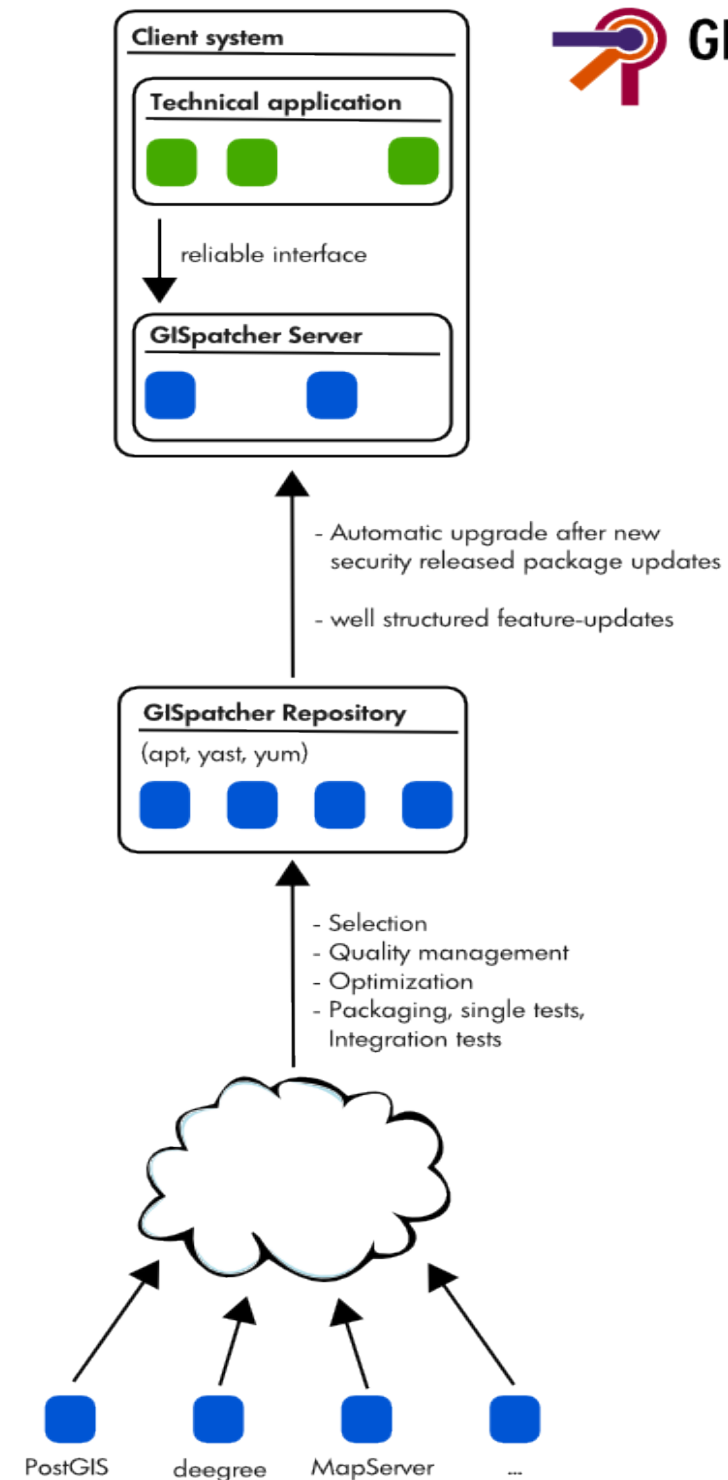 Client system
GI
Technical application
reliable interface
GISpatcher Server
- Automatic upgrade after new
security released package updates
- well structured feature-updates
GISpatcher Repository
(apt, yast, yum)
- Selection
- Quality management
- Optimization
- Packaging, single tests,
Integration tests
PostGIS
deegree
MapServer
...